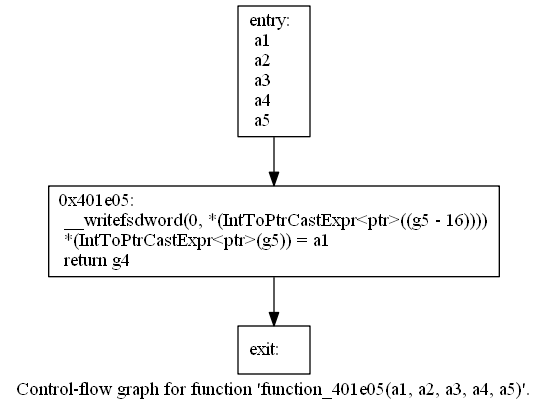 entry:
a1
a2
a3
a4
a5
0x401e05:
__writefsdword(0, *(IntToPtrCastExpr<ptr>((g5 - 16))))
*(IntToPtrCastExpr<ptr>(g5)) = a1
return g4
exit:
Control-flow graph for function 'function_401e05(a1, a2, a3, a4, a5)'.